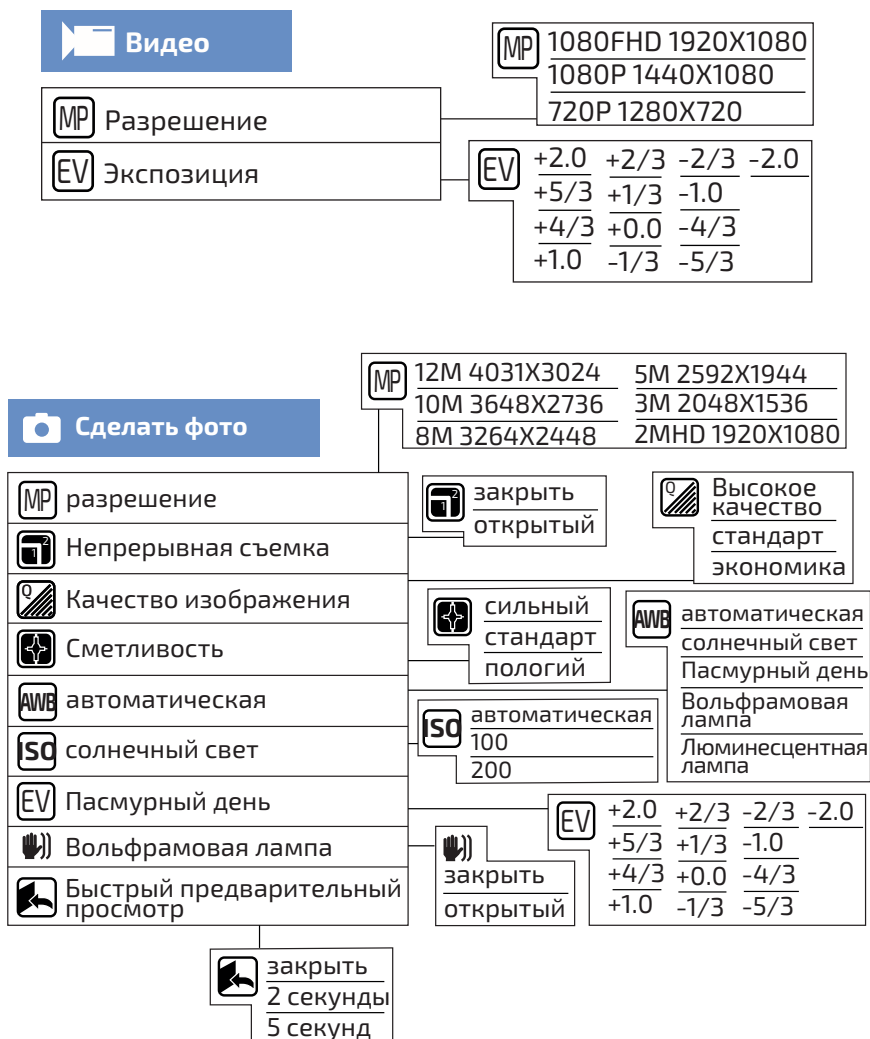 Видео
MP 1080FHD 1920X1080
1080P 1440X1080
720P 1280X720
MP Разрешение
EV Экспозиция
EV +2.0 +2/3 -2/3 -2.0
+5/3 +1/3 -1.0
+4/3 +0.0 -4/3
+1.0 -1/3 -5/3
MP 12M 4031X3024 5M 2592X1944
10M 3648X2736 3M 2048X1536
8M 3264X2448 2MHD 1920X1080
Сделать фото
MP разрешение
1 2 Непрерывная съемка
Q Качество изображения
Сметливость
AWB автоматическая
ISO солнечный свет
EV Пасмурный день
Вольфрамовая лампа
Быстрый предварительный
просмотр
1 2 закрыть
открытый
Q Высокое
качество
стандарт
экономика
сильный
стандарт
пологий
AWB автоматическая
солнечный свет
Пасмурный день
Вольфрамовая
лампа
Люминесцентная
лампа
ISO автоматическая
100
200
EV +2.0 +2/3 -2/3 -2.0
+5/3 +1/3 -1.0
+4/3 +0.0 -4/3
+1.0 -1/3 -5/3
закрыть
открытый
закрыть
2 секунды
5 секунд